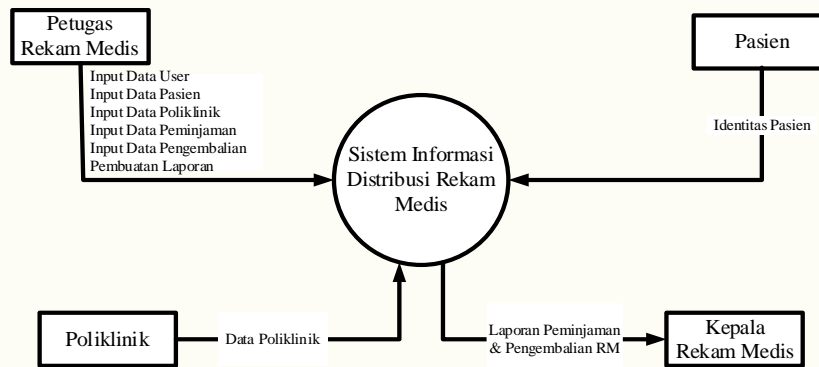 Petugas
Rekam Medis
Pasien
Input Data User
Input Data Pasien
Input Data Poliklinik
Input Data Peminjaman
Input Data Pengembalian
Pembuatan Laporan
Identitas Pasien
Sistem Informasi
Distribusi Rekam
Medis
Poliklinik
Data Poliklinik
Laporan Peminjaman
& Pengembalian RM
Kepala
Rekam Medis